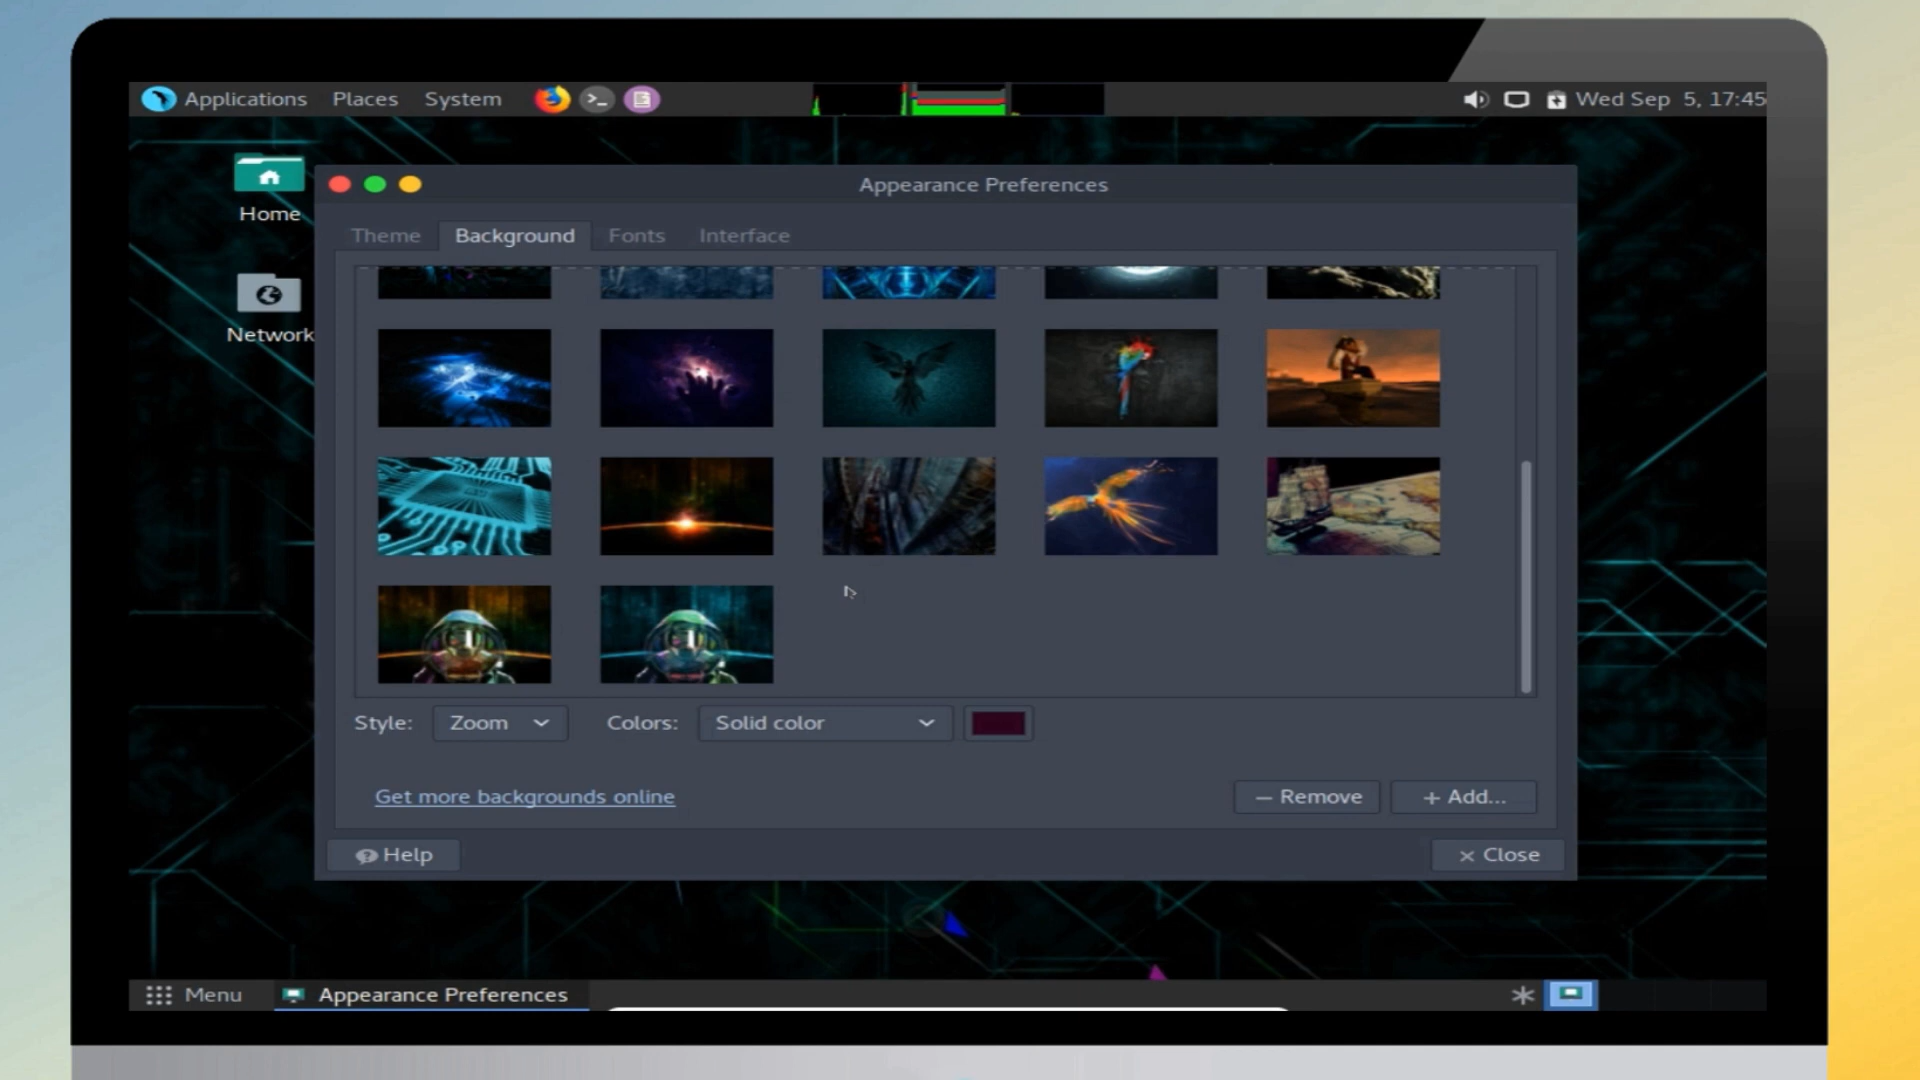 Applications Places System Wed Sep 5, 17:45
Home
Network
Appearance Preferences
Theme Background Fonts Interface
Style: Zoom Colors: Solid color
Get more backgrounds online Remove Add...
Help Close
Menu Appearance Preferences